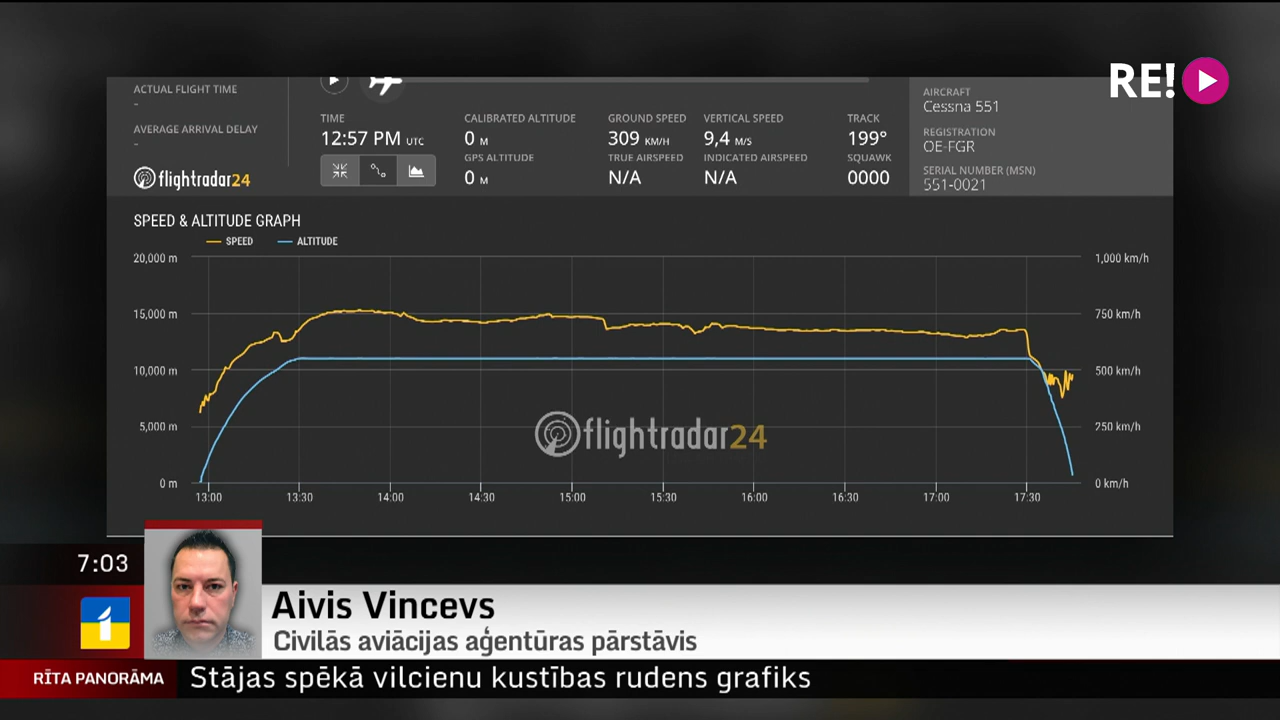 RE!
ACTUAL FLIGHT TIME
-
AVERAGE ARRIVAL DELAY
-
flightradar24
TIME
12:57 PM UTC
CALIBRATED ALTITUDE
0 M
GPS ALTITUDE
0 M
GROUND SPEED
309 KM/H
TRUE AIRSPEED
N/A
VERTICAL SPEED
9,4 M/S
INDICATED AIRSPEED
N/A
TRACK
199°
SQUAWK
0000
AIRCRAFT
Cessna 551
REGISTRATION
OE-FGR
SERIAL NUMBER (MSN)
551-0021
SPEED & ALTITUDE GRAPH
SPEED ALTITUDE
20,000 m 1,000 km/h
15,000 m 750 km/h
10,000 m 500 km/h
5,000 m 250 km/h
0 m 0 km/h
flightradar24
13:00 13:30 14:00 14:30 15:00 15:30 16:00 16:30 17:00 17:30
7:03
1
Aivis Vincevs
Civilās aviācijas aģentūras pārstāvis
RĪTA PANORĀMA
Stājas spēkā vilcienu kustības rudens grafiks